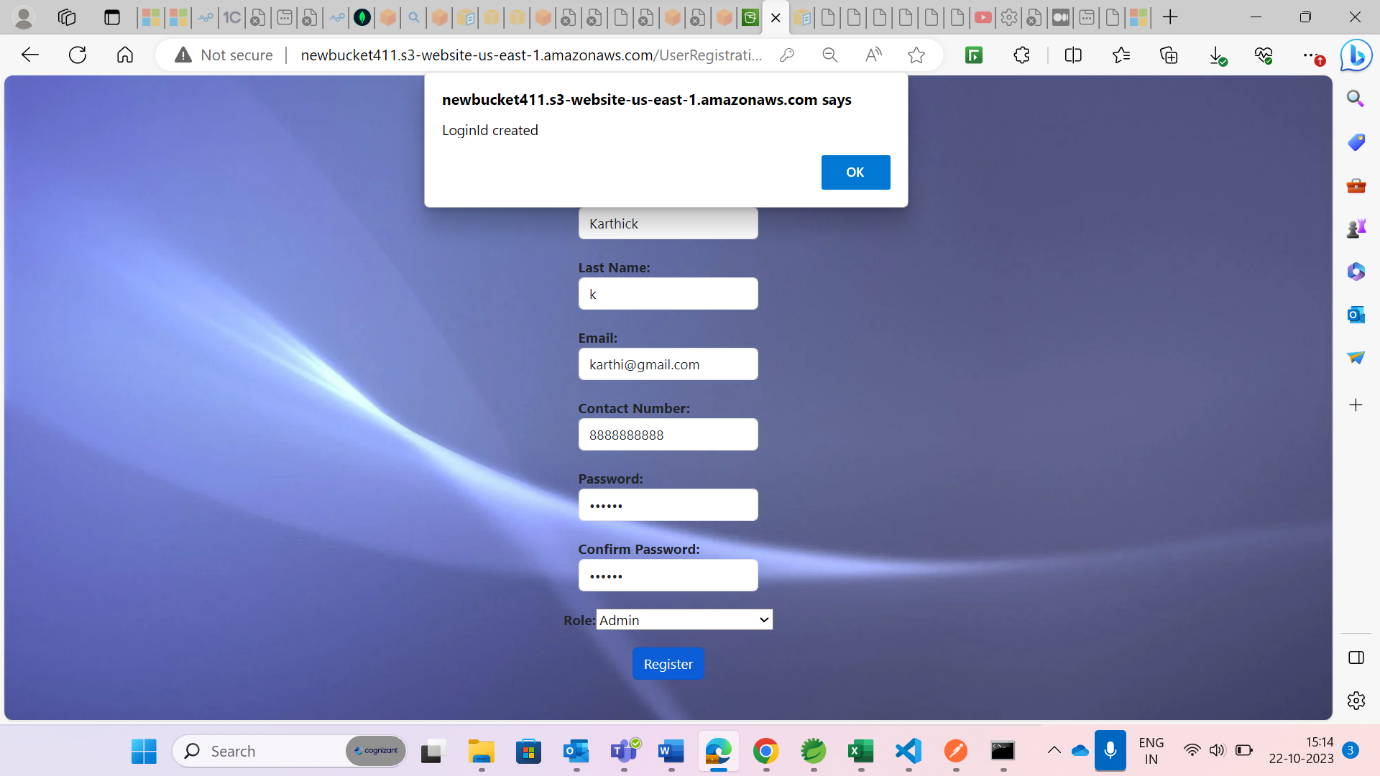 1C
Not secure
newbucket411.s3-website-us-east-1.amazonaws.com/UserRegistrati...
newbucket411.s3-website-us-east-1.amazonaws.com says
LoginId created
OK
Karthick
Last Name:
k
Email:
karthi@gmail.com
Contact Number:
8888888888
Password:
••••••
Confirm Password:
••••••
Role: Admin
Register
Search
cognizant
ENG
IN
15:14
22-10-2023
3